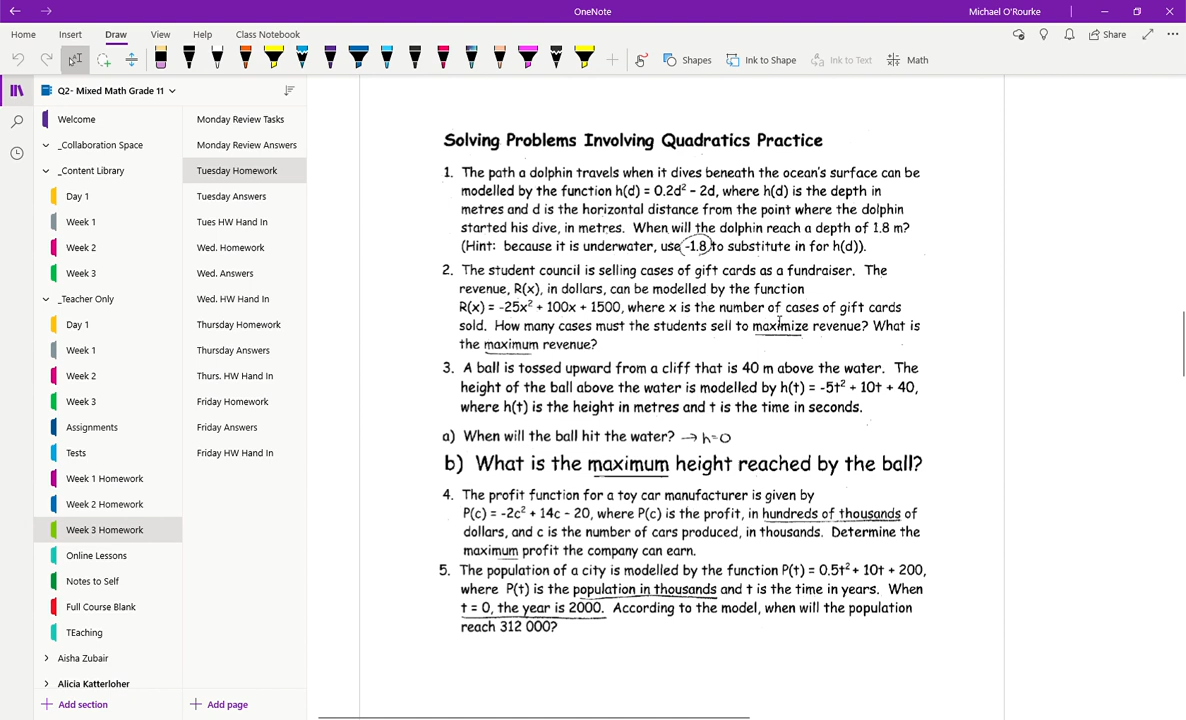 OneNote
Michael O'Rourke
Home Insert Draw View Help Class Notebook
Share
Shapes Ink to Shape Ink to Text Math
Q2- Mixed Math Grade 11
Welcome
_Collaboration Space
_Content Library
Day 1
Week 1
Week 2
Week 3
_Teacher Only
Day 1
Week 1
Week 2
Week 3
Assignments
Tests
Week 1 Homework
Week 2 Homework
Week 3 Homework
Online Lessons
Notes to Self
Full Course Blank
TEaching
Aisha Zubair
Alicia Katterloher
Add section
Monday Review Tasks
Monday Review Answers
Tuesday Homework
Tuesday Answers
Tues HW Hand In
Wed. Homework
Wed. Answers
Wed. HW Hand In
Thursday Homework
Thursday Answers
Thurs. HW Hand In
Friday Homework
Friday Answers
Friday HW Hand In
Add page
Solving Problems Involving Quadratics Practice
1. The path a dolphin travels when it dives beneath the ocean's surface can be
modelled by the function h(d) = 0.2d² – 2d, where h(d) is the depth in
metres and d is the horizontal distance from the point where the dolphin
started his dive, in metres. When will the dolphin reach a depth of 1.8 m?
(Hint: because it is underwater, use -1.8 to substitute in for h(d)).
2. The student council is selling cases of gift cards as a fundraiser. The
revenue, R(x), in dollars, can be modelled by the function
R(x) = -25x² + 100x + 1500, where x is the number of cases of gift cards
sold. How many cases must the students sell to maximize revenue? What is
the maximum revenue?
3. A ball is tossed upward from a cliff that is 40 m above the water. The
height of the ball above the water is modelled by h(t) = -5t² + 10t + 40,
where h(t) is the height in metres and t is the time in seconds.
a) When will the ball hit the water? → h=0
b) What is the maximum height reached by the ball?
4. The profit function for a toy car manufacturer is given by
P(c) = -2c² + 14c – 20, where P(c) is the profit, in hundreds of thousands of
dollars, and c is the number of cars produced, in thousands. Determine the
maximum profit the company can earn.
5. The population of a city is modelled by the function P(t) = 0.5t² + 10t + 200,
where P(t) is the population in thousands and t is the time in years. When
t = 0, the year is 2000. According to the model, when will the population
reach 312 000?